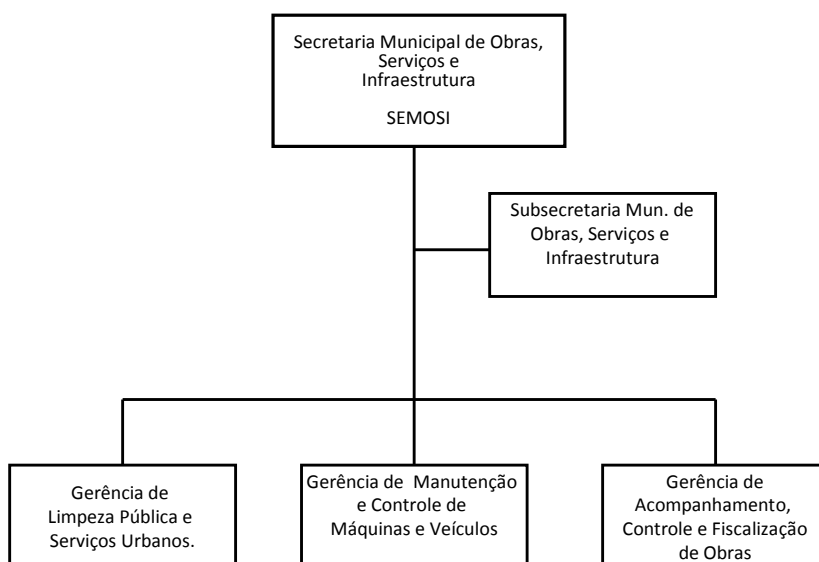 Secretaria Municipal de Obras,
Serviços e
Infraestrutura
SEMOSI
Subsecretaria Mun. de
Obras, Serviços e
Infraestrutura
Gerência de
Limpeza Pública e
Serviços Urbanos.
Gerência de Manutenção
e Controle de
Máquinas e Veículos
Gerência de
Acompanhamento,
Controle e Fiscalização
de Obras